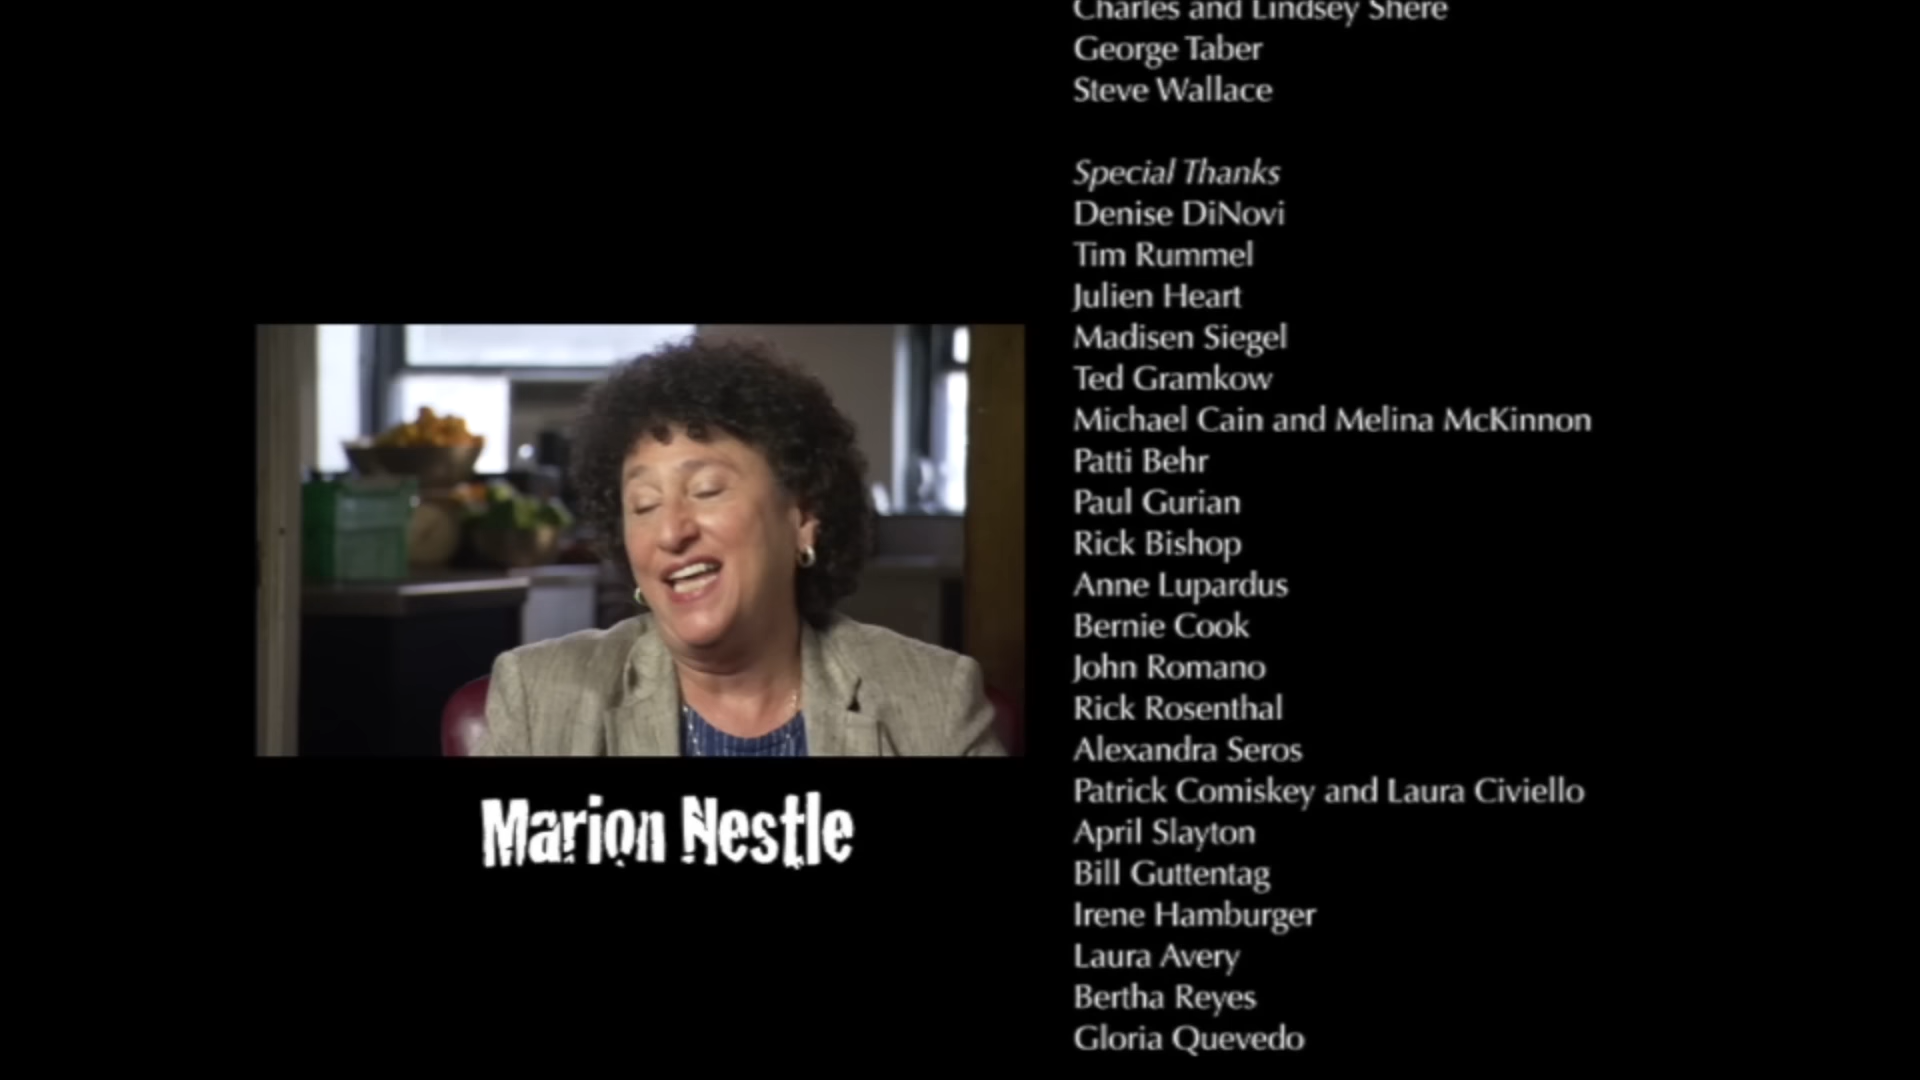 Charles and Lindsey Shere
George Taber
Steve Wallace
Special Thanks
Denise DiNovi
Tim Rummel
Julien Heart
Madisen Siegel
Ted Gramkow
Michael Cain and Melina McKinnon
Patti Behr
Paul Gurian
Rick Bishop
Anne Lupardus
Bernie Cook
John Romano
Rick Rosenthal
Alexandra Seros
Patrick Comiskey and Laura Civiello
April Slayton
Bill Guttentag
Irene Hamburger
Laura Avery
Bertha Reyes
Gloria Quevedo
Marion Nestle